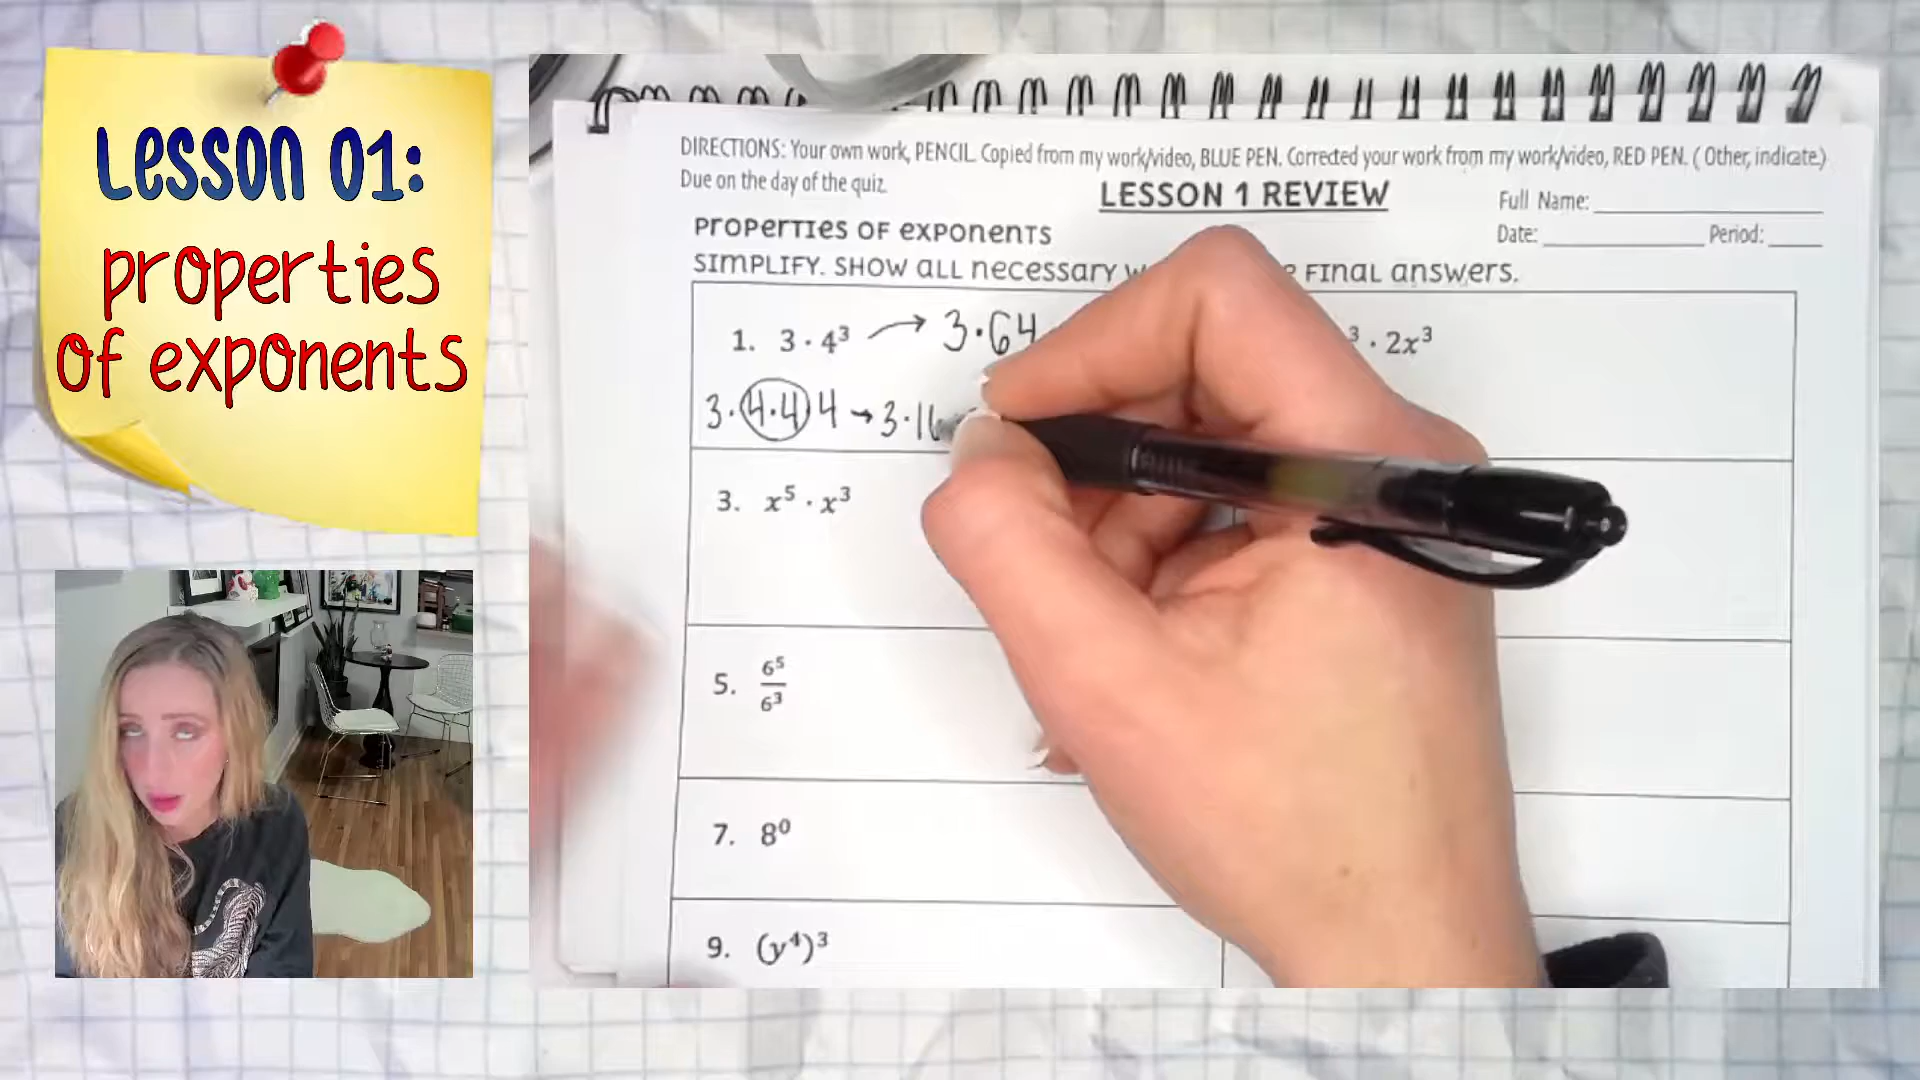 Lesson 01:
properties
of exponents
DIRECTIONS: Your own work, PENCIL. Copied from my work/video, BLUE PEN. Corrected your work from my work/video, RED PEN. ( Other, indicate.)
Due on the day of the quiz.
LESSON 1 REVIEW
Full Name:
Date: Period:
PROPERTIES OF EXPONENTS
SIMPLIFY. SHOW ALL necessary FINAL answers.
1. 3 · 4³ → 3·64
³ · 2x³
3·4·4 4 → 3·16
3. x⁵ · x³
5. 6⁵/6³
7. 8⁰
9. (y⁴)³